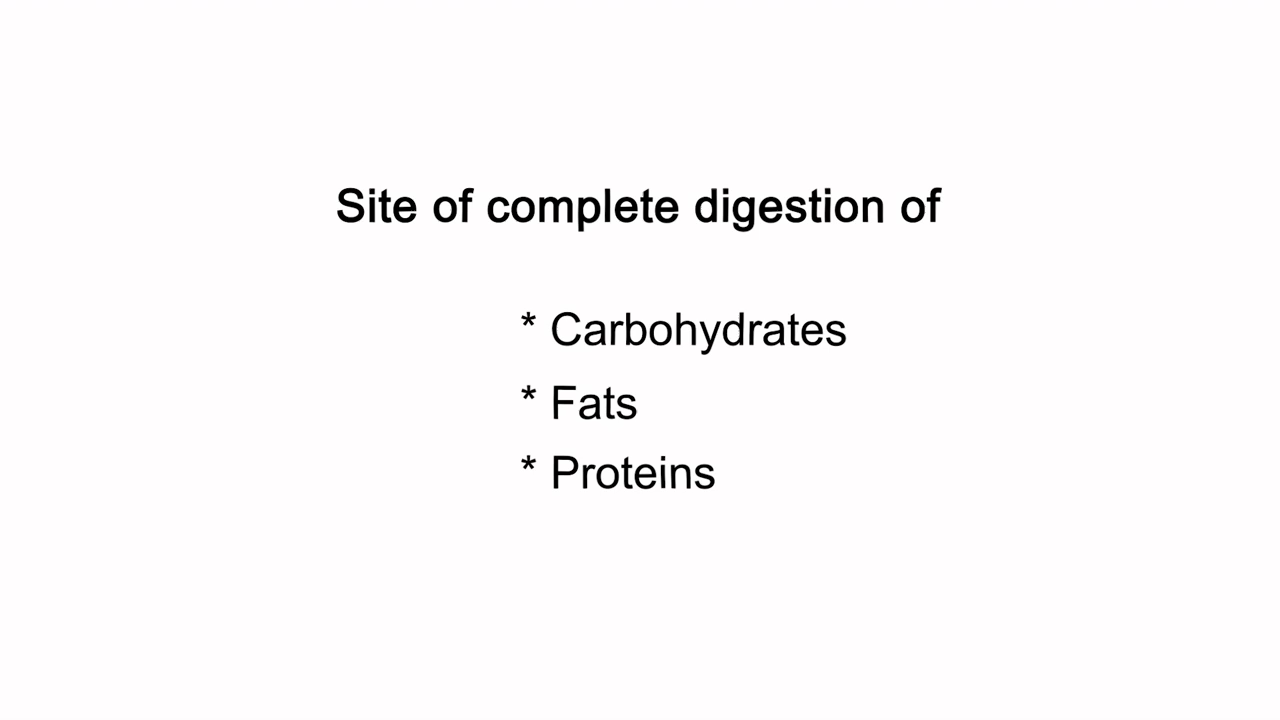 Site of complete digestion of
* Carbohydrates
* Fats
* Proteins